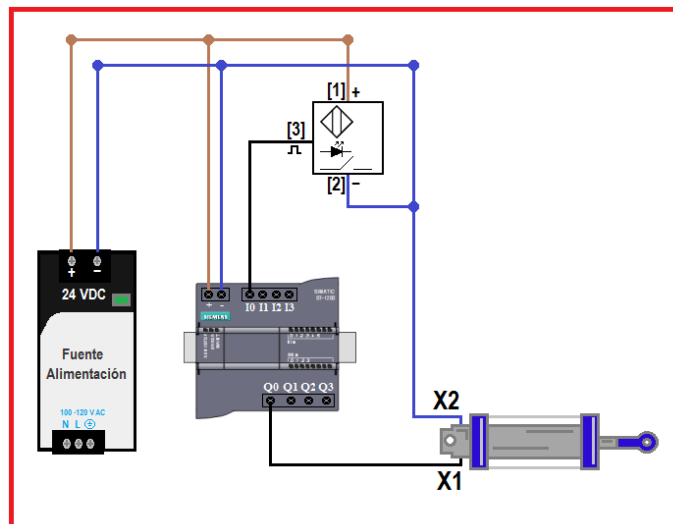 [1] +
[3]
[2] −
+ −
24 VDC
SIMATIC
S7-1200
+ -
I0 I1 I2 I3
SIEMENS
Fuente
Alimentación
Q0 Q1 Q2 Q3
X2
100 -120 V AC
N L
X1